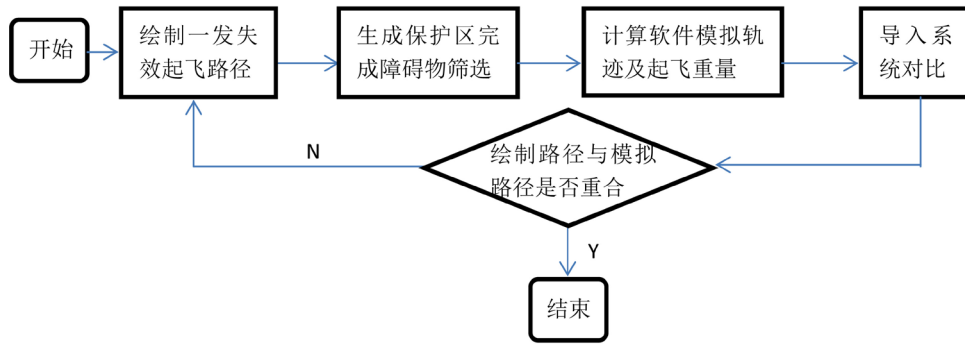 开始
绘制一发失
效起飞路径
生成保护区完
成障碍物筛选
计算软件模拟轨
迹及起飞重量
导入系
统对比
绘制路径与模拟
路径是否重合
N
Y
结束